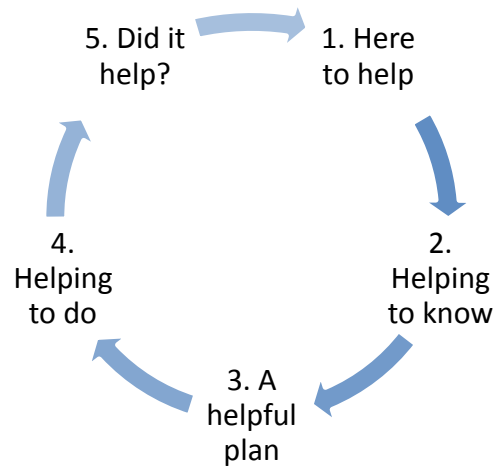 1. Here
to help
2.
Helping
to know
3. A
helpful
plan
4.
Helping
to do
5. Did it
help?